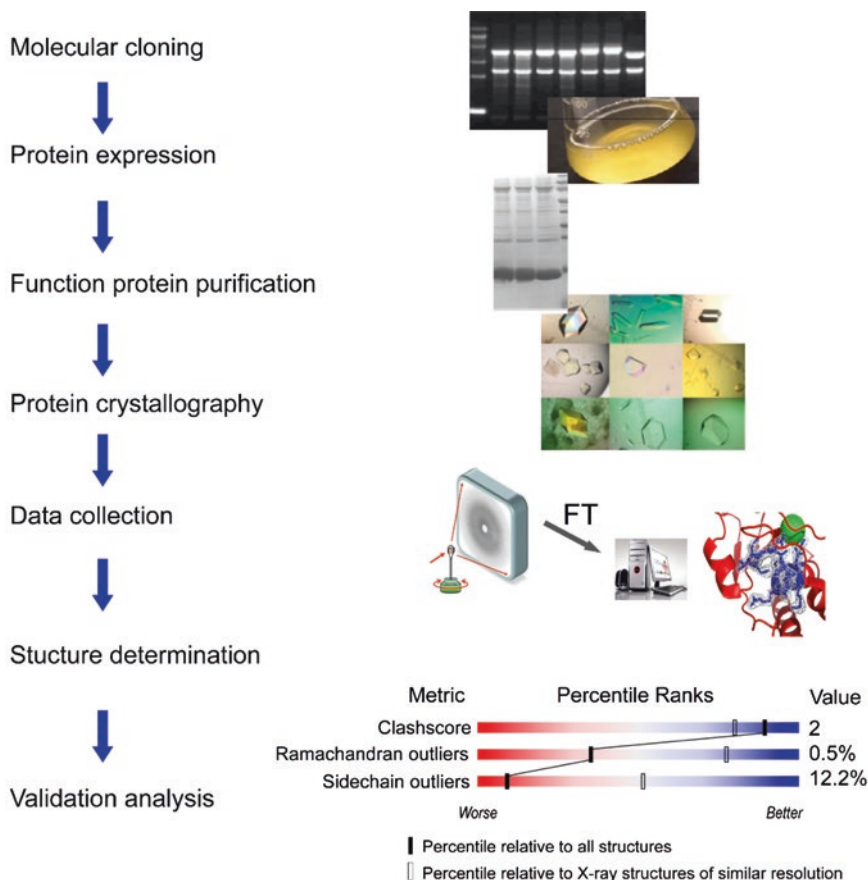 Molecular cloning
Protein expression
Function protein purification
Protein crystallography
Data collection
FT
Stucture determination
Metric Percentile Ranks Value
Clashscore 2
Ramachandran outliers 0.5%
Sidechain outliers 12.2%
Validation analysis
Worse Better
Percentile relative to all structures
Percentile relative to X-ray structures of similar resolution